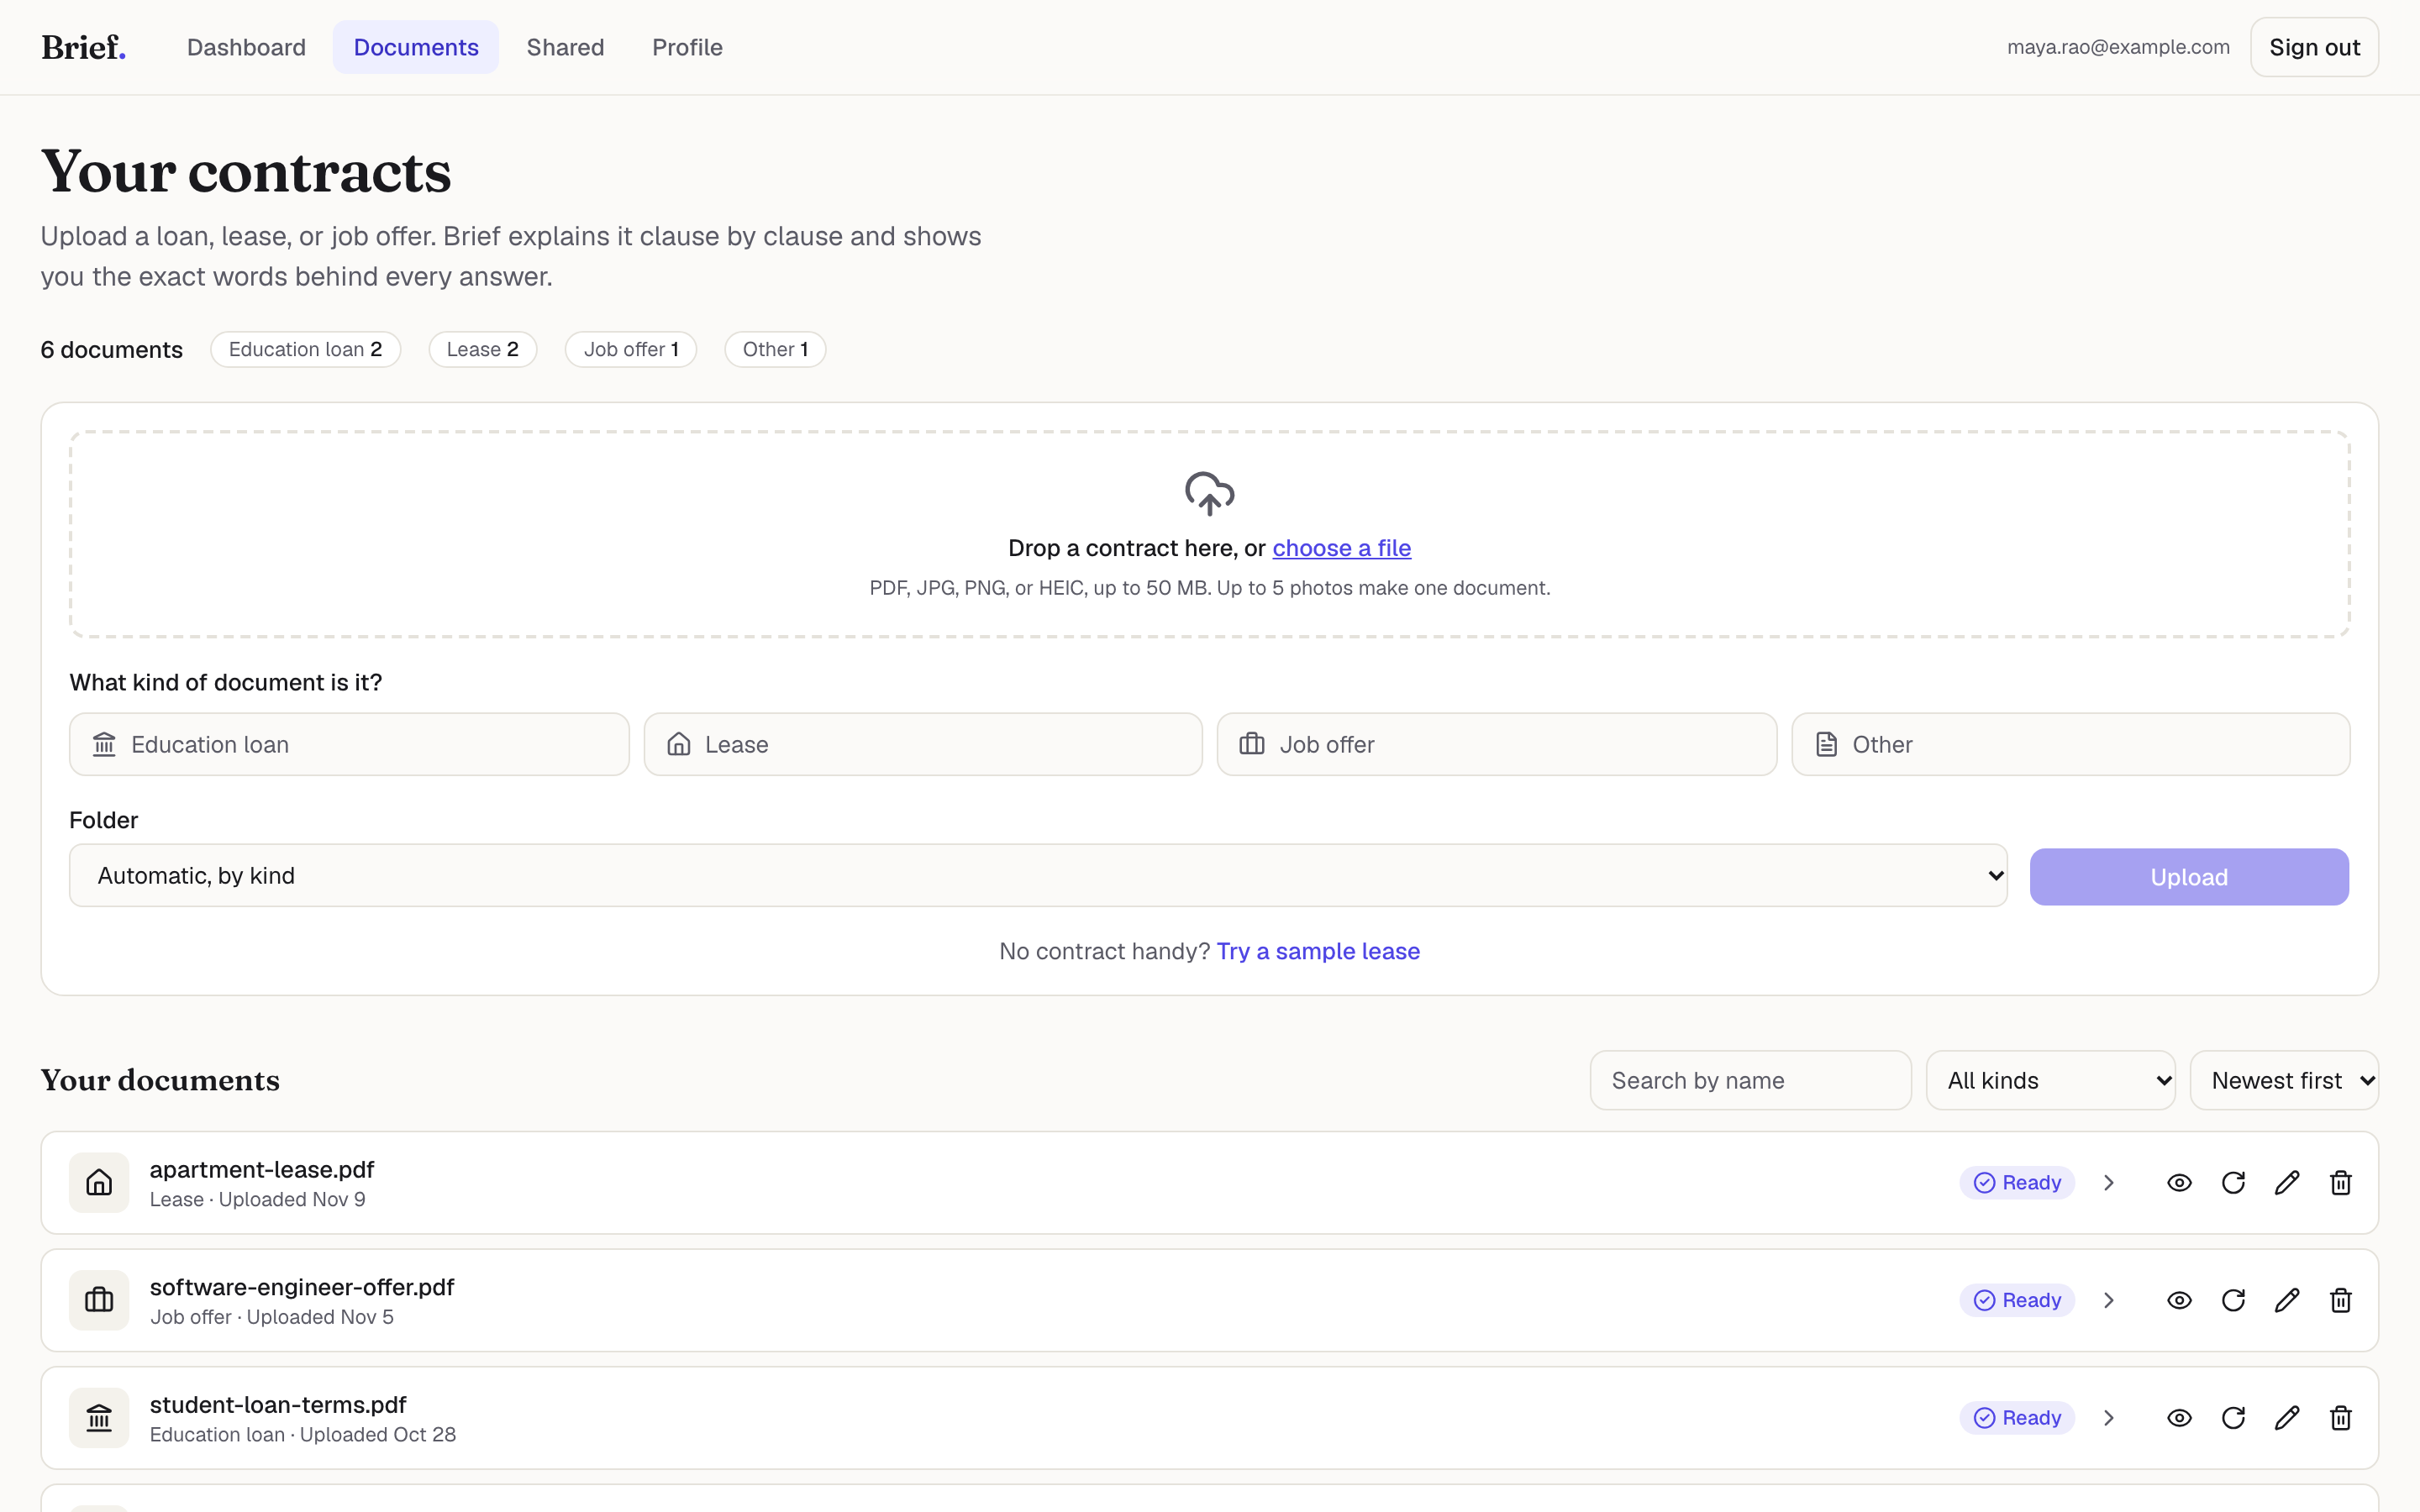 Brief. Dashboard Documents Shared Profile maya.rao@example.com Sign out
Your contracts
Upload a loan, lease, or job offer. Brief explains it clause by clause and shows
you the exact words behind every answer.
6 documents Education loan 2 Lease 2 Job offer 1 Other 1
Drop a contract here, or choose a file
PDF, JPG, PNG, or HEIC, up to 50 MB. Up to 5 photos make one document.
What kind of document is it?
Education loan Lease Job offer Other
Folder
Automatic, by kind Upload
No contract handy? Try a sample lease
Your documents Search by name All kinds Newest first
apartment-lease.pdf
Lease · Uploaded Nov 9
Ready
software-engineer-offer.pdf
Job offer · Uploaded Nov 5
Ready
student-loan-terms.pdf
Education loan · Uploaded Oct 28
Ready